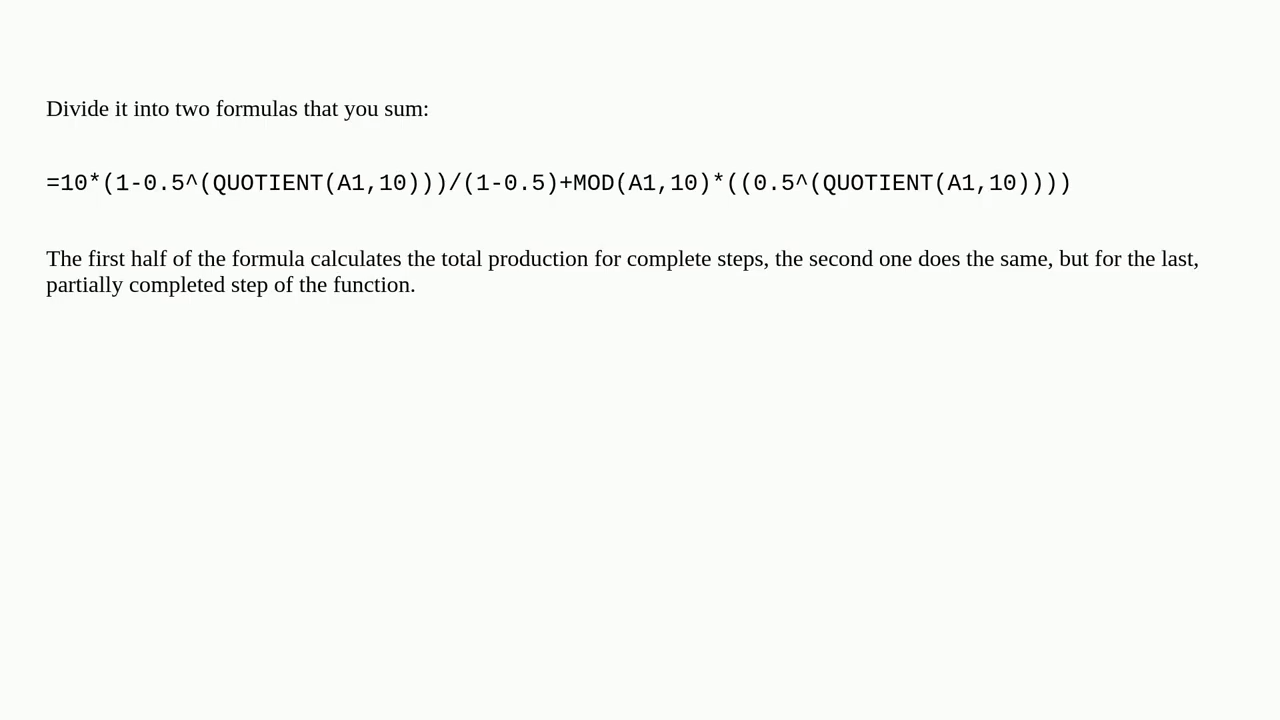 Divide it into two formulas that you sum:
=10*(1-0.5^(QUOTIENT(A1,10)))/(1-0.5)+MOD(A1,10)*((0.5^(QUOTIENT(A1,10))))
The first half of the formula calculates the total production for complete steps, the second one does the same, but for the last,
partially completed step of the function.